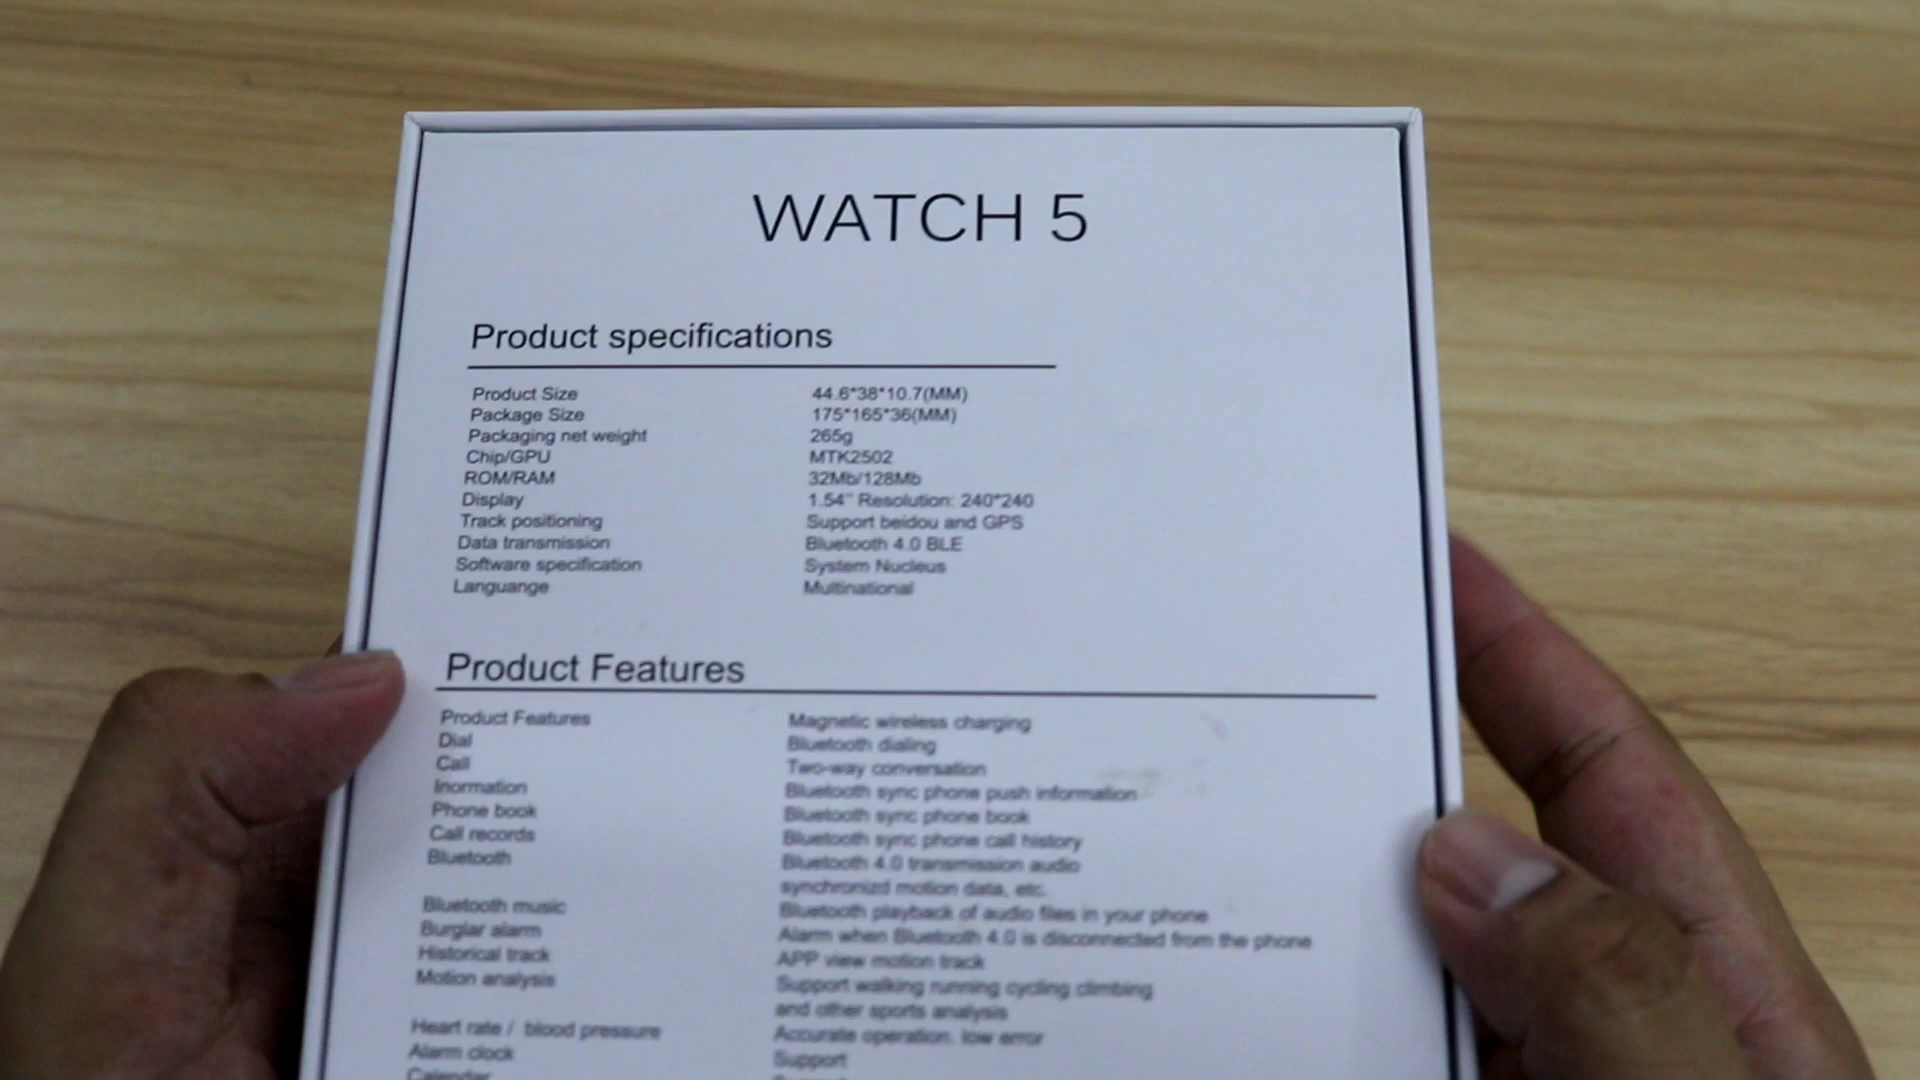 WATCH 5
Product specifications
Product Size 44.6*38*10.7(MM)
Package Size 175*165*36(MM)
Packaging net weight 265g
Chip/GPU MTK2502
ROM/RAM 32Mb/128Mb
Display 1.54" Resolution: 240*240
Track positioning Support beidou and GPS
Data transmission Bluetooth 4.0 BLE
Software specification System Nucleus
Languange Multinational
Product Features
Product Features Magnetic wireless charging
Dial Bluetooth dialing
Call Two-way conversation
Inormation Bluetooth sync phone push information
Phone book Bluetooth sync phone book
Call records Bluetooth sync phone call history
Bluetooth Bluetooth 4.0 transmission audio
synchronizd motion data, etc.
Bluetooth music Bluetooth playback of audio files in your phone
Burglar alarm Alarm when Bluetooth 4.0 is disconnected from the phone
Historical track APP view motion track
Motion analysis Support walking running cycling climbing
and other sports analysis
Heart rate / blood pressure Accurate operation. low error
Alarm clock Support
Calender